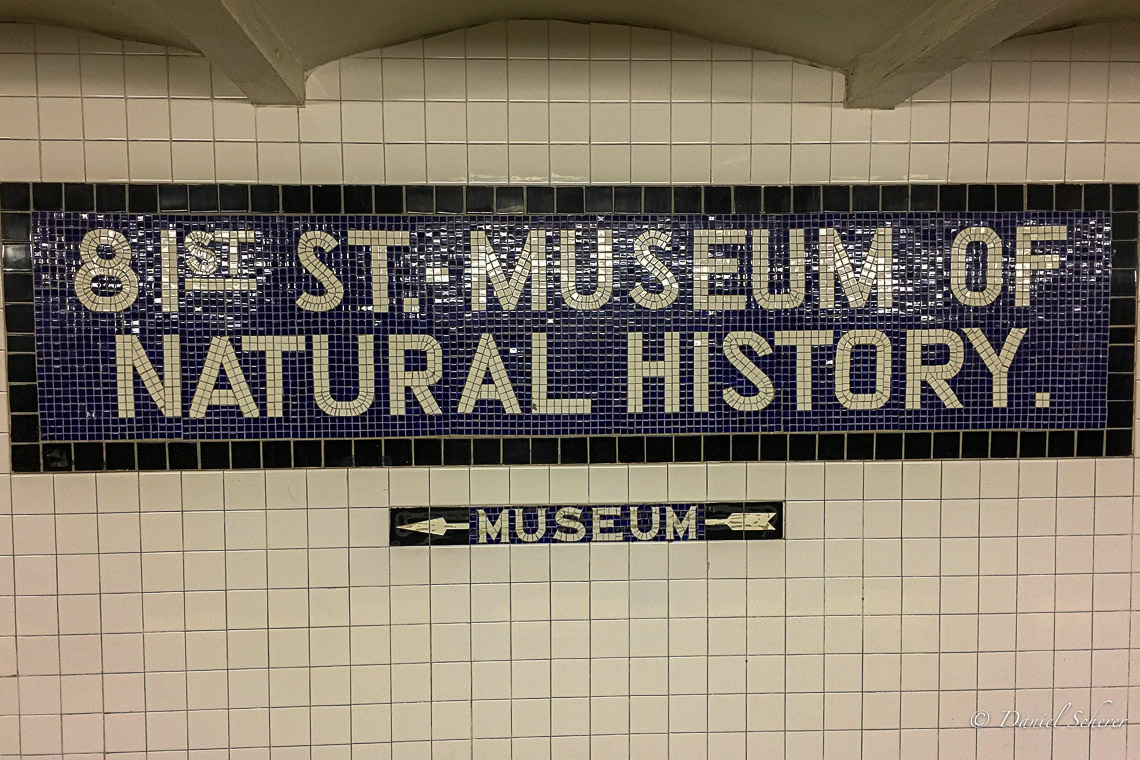 81ST ST.-MUSEUM OF
NATURAL HISTORY.
MUSEUM
© Daniel Scherer